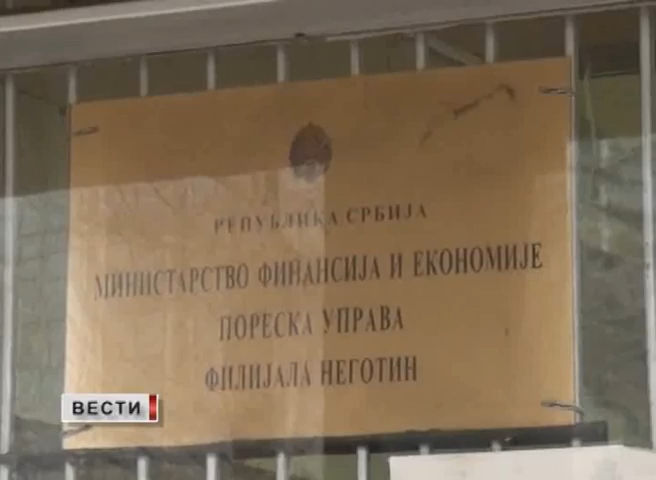 РЕПУБЛИКА СРБИЈА
МИНИСТАРСТВО ФИНАНСИЈА И ЕКОНОМИЈЕ
ПОРЕСКА УПРАВА
ФИЛИЈАЛА НЕГОТИН
ВЕСТИ